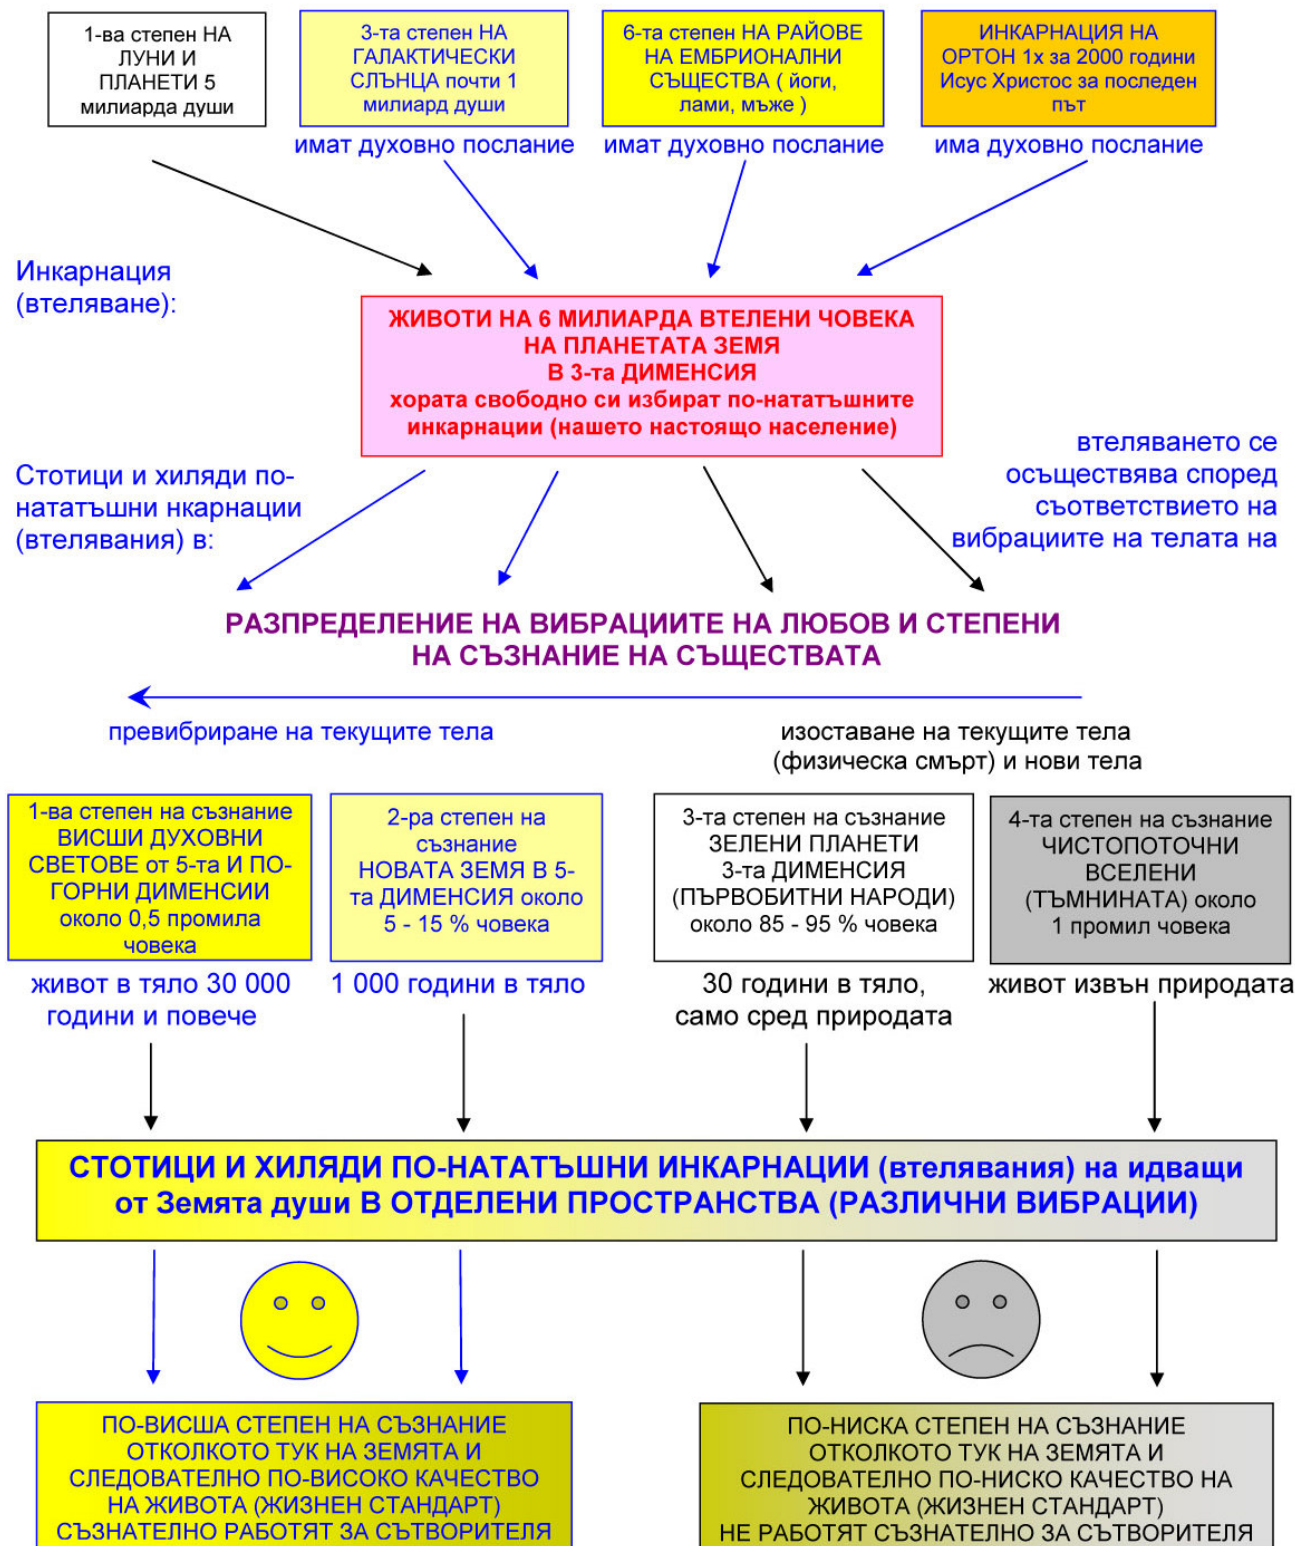 1-ва степен НА
ЛУНИ И
ПЛАНЕТИ 5
милиарда души
3-та степен НА
ГАЛАКТИЧЕСКИ
СЛЪНЦА почти 1
милиард души
6-та степен НА РАЙОВЕ
НА ЕМБРИОНАЛНИ
СЪЩЕСТВА ( йоги,
лами, мъже )
ИНКАРНАЦИЯ НА
ОРТОН 1x за 2000 години
Исус Христос за последен
път
имат духовно послание
имат духовно послание
има духовно послание
Инкарнация
(втеляване):
ЖИВОТИ НА 6 МИЛИАРДА ВТЕЛЕНИ ЧОВЕКА
НА ПЛАНЕТАТА ЗЕМЯ
В 3-та ДИМЕНСИЯ
хората свободно си избират по-нататъшните
инкарнации (нашето настоящо население)
Стотици и хиляди по-
нататъшни нкарнации
(втелявания) в:
втеляването се
осъществява според
съответствието на
вибрациите на телата на
РАЗПРЕДЕЛЕНИЕ НА ВИБРАЦИИТЕ НА ЛЮБОВ И СТЕПЕНИ
НА СЪЗНАНИЕ НА СЪЩЕСТВАТА
превибриране на текущите тела
изоставане на текущите тела
(физическа смърт) и нови тела
1-ва степен на съзнание
ВИСШИ ДУХОВНИ
СВЕТОВЕ от 5-та И ПО-
ГОРНИ ДИМЕНСИИ
около 0,5 промила
човека
2-ра степен на
съзнание
НОВАТА ЗЕМЯ В 5-
та ДИМЕНСИЯ около
5 - 15 % човека
3-та степен на съзнание
ЗЕЛЕНИ ПЛАНЕТИ
3-та ДИМЕНСИЯ
(ПЪРВОБИТНИ НАРОДИ)
около 85 - 95 % човека
4-та степен на съзнание
ЧИСТОПОТОЧНИ
ВСЕЛЕНИ
(ТЪМНИНАТА) около
1 промил човека
живот в тяло 30 000
години и повече
1 000 години в тяло
30 години в тяло,
само сред природата
живот извън природата
СТОТИЦИ И ХИЛЯДИ ПО-НАТАТЪШНИ ИНКАРНАЦИИ (втелявания) на идващи
от Земята души В ОТДЕЛЕНИ ПРОСТРАНСТВА (РАЗЛИЧНИ ВИБРАЦИИ)
ПО-ВИСША СТЕПЕН НА СЪЗНАНИЕ
ОТКОЛКОТО ТУК НА ЗЕМЯТА И
СЛЕДОВАТЕЛНО ПО-ВИСОКО КАЧЕСТВО
НА ЖИВОТА (ЖИЗНЕН СТАНДАРТ)
СЪЗНАТЕЛНО РАБОТЯТ ЗА СЪТВОРИТЕЛЯ
ПО-НИСКА СТЕПЕН НА СЪЗНАНИЕ
ОТКОЛКОТО ТУК НА ЗЕМЯТА И
СЛЕДОВАТЕЛНО ПО-НИСКО КАЧЕСТВО НА
ЖИВОТА (ЖИЗНЕН СТАНДАРТ)
НЕ РАБОТЯТ СЪЗНАТЕЛНО ЗА СЪТВОРИТЕЛЯ